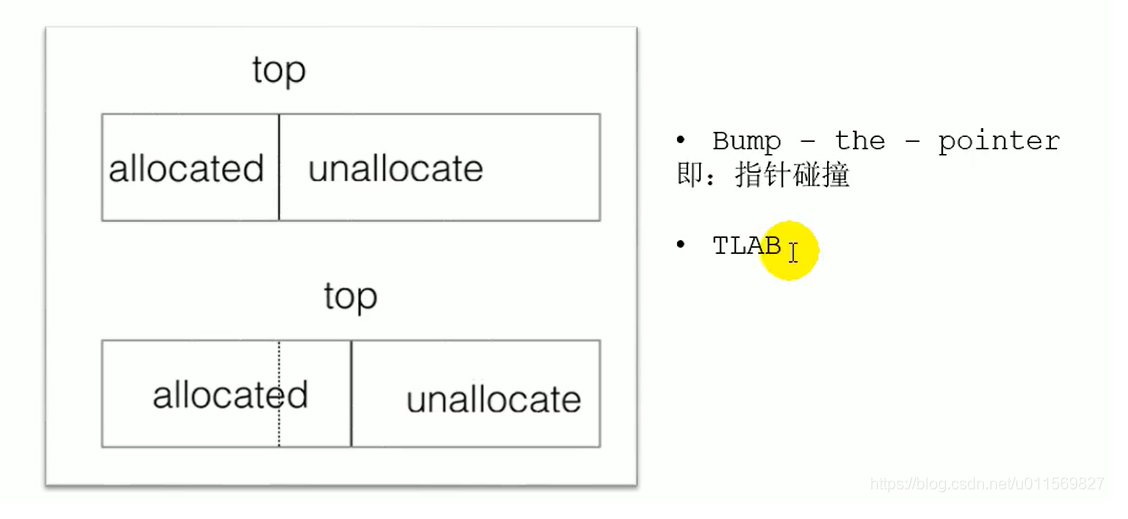 top
allocated
unallocate
top
allocated
unallocate
• Bump – the – pointer
即：指针碰撞
• TLAB
https://blog.csdn.net/u011569827